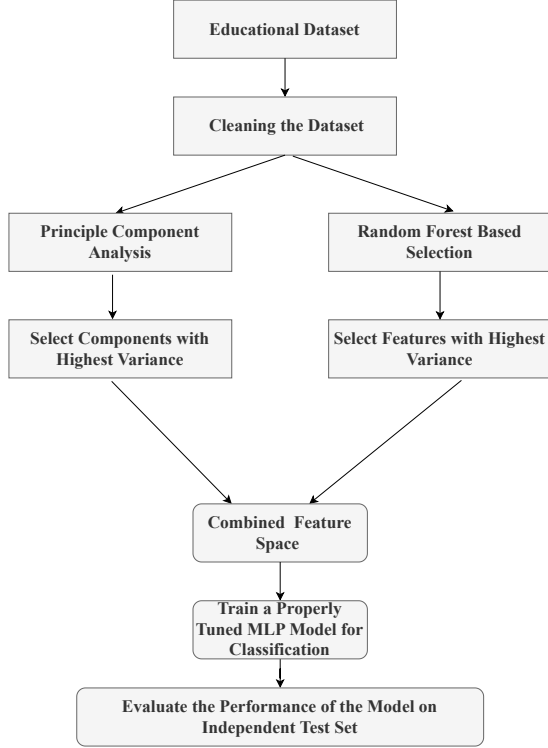 Educational Dataset
Cleaning the Dataset
Principle Component
Analysis
Random Forest Based
Selection
Select Components with
Highest Variance
Select Features with Highest
Variance
Combined Feature
Space
Train a Properly
Tuned MLP Model for
Classification
Evaluate the Performance of the Model on
Independent Test Set